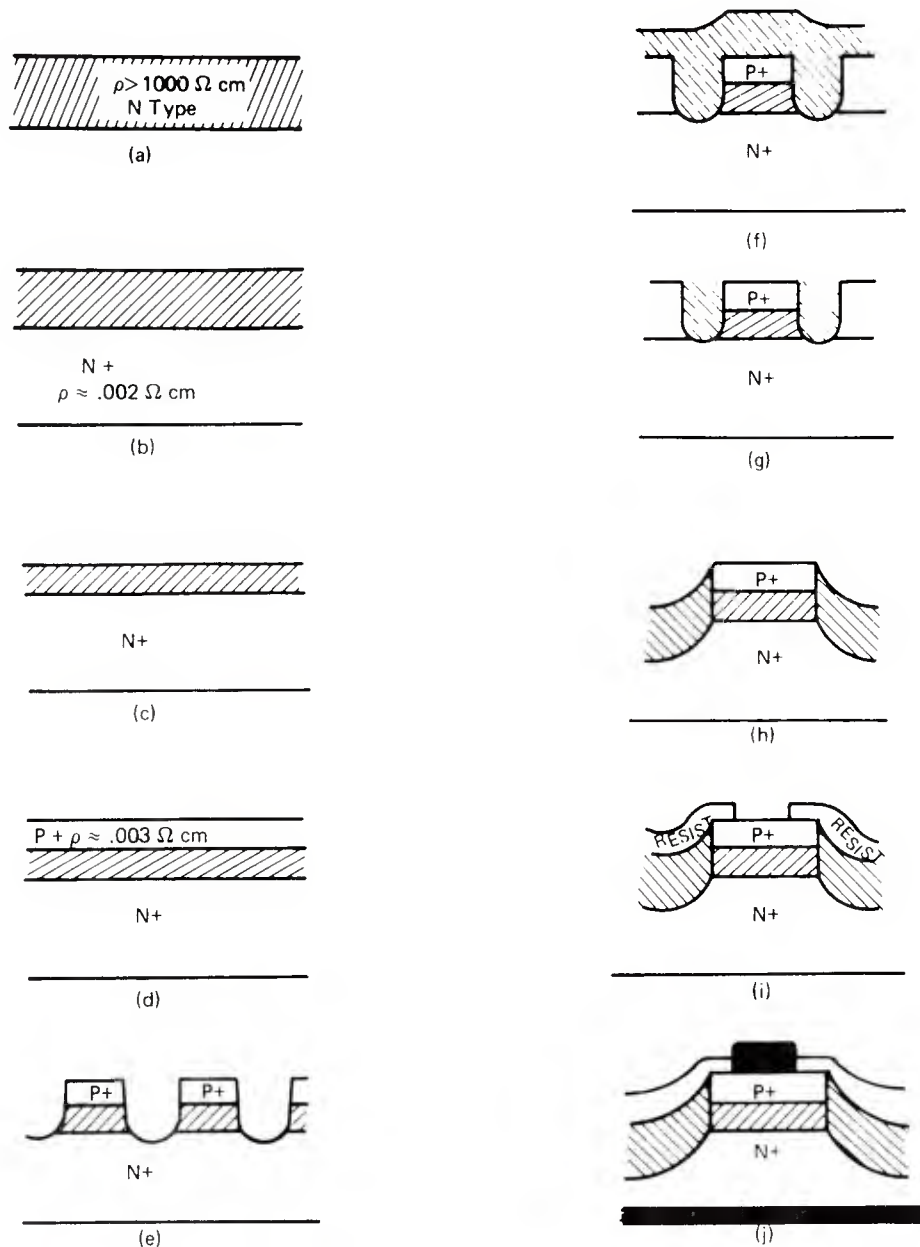 ρ> 1000 Ω cm
N Type
(a)
N +
ρ ≈ .002 Ω cm
(b)
N+
(c)
P + ρ ≈ .003 Ω cm
N+
(d)
P+
P+
N+
(e)
P+
N+
(f)
P+
N+
(g)
P+
N+
(h)
RESIST
RESIST
P+
N+
(i)
P+
N+
(j)